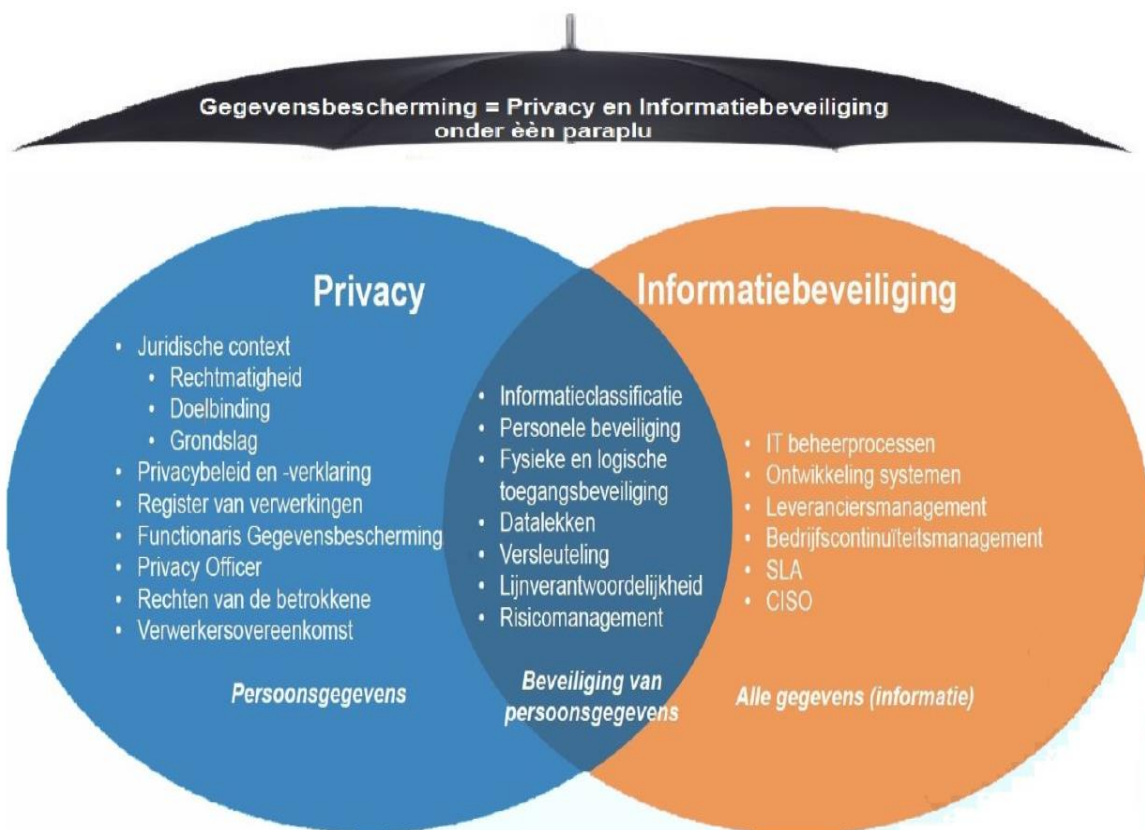 Gegevensbescherming = Privacy en Informatiebeveiliging
onder èèn paraplu
Privacy
• Juridische context
• Rechtmatigheid
• Doelbinding
• Grondslag
• Privacybeleid en -verklaring
• Register van verwerkingen
• Functionaris Gegevensbescherming
• Privacy Officer
• Rechten van de betrokkene
• Verwerkersovereenkomst
Persoonsgegevens
• Informatieclassificatie
• Personele beveiliging
• Fysieke en logische
toegangsbeveiliging
• Datalekken
• Versleuteling
• Lijnverantwoordelijkheid
• Risicomanagement
Beveiliging van
persoonsgegevens
Informatiebeveiliging
• IT beheerprocessen
• Ontwikkeling systemen
• Leveranciersmanagement
• Bedrijfscontinuïteitsmanagement
• SLA
• CISO
Alle gegevens (informatie)